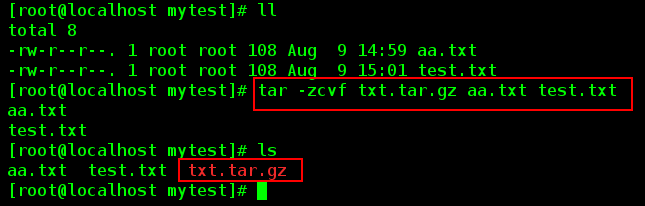 [root@localhost mytest]# ll
total 8
-rw-r--r--. 1 root root 108 Aug  9 14:59 aa.txt
-rw-r--r--. 1 root root 108 Aug  9 15:01 test.txt
[root@localhost mytest]# tar -zcvf txt.tar.gz aa.txt test.txt
aa.txt
test.txt
[root@localhost mytest]# ls
aa.txt  test.txt  txt.tar.gz
[root@localhost mytest]#